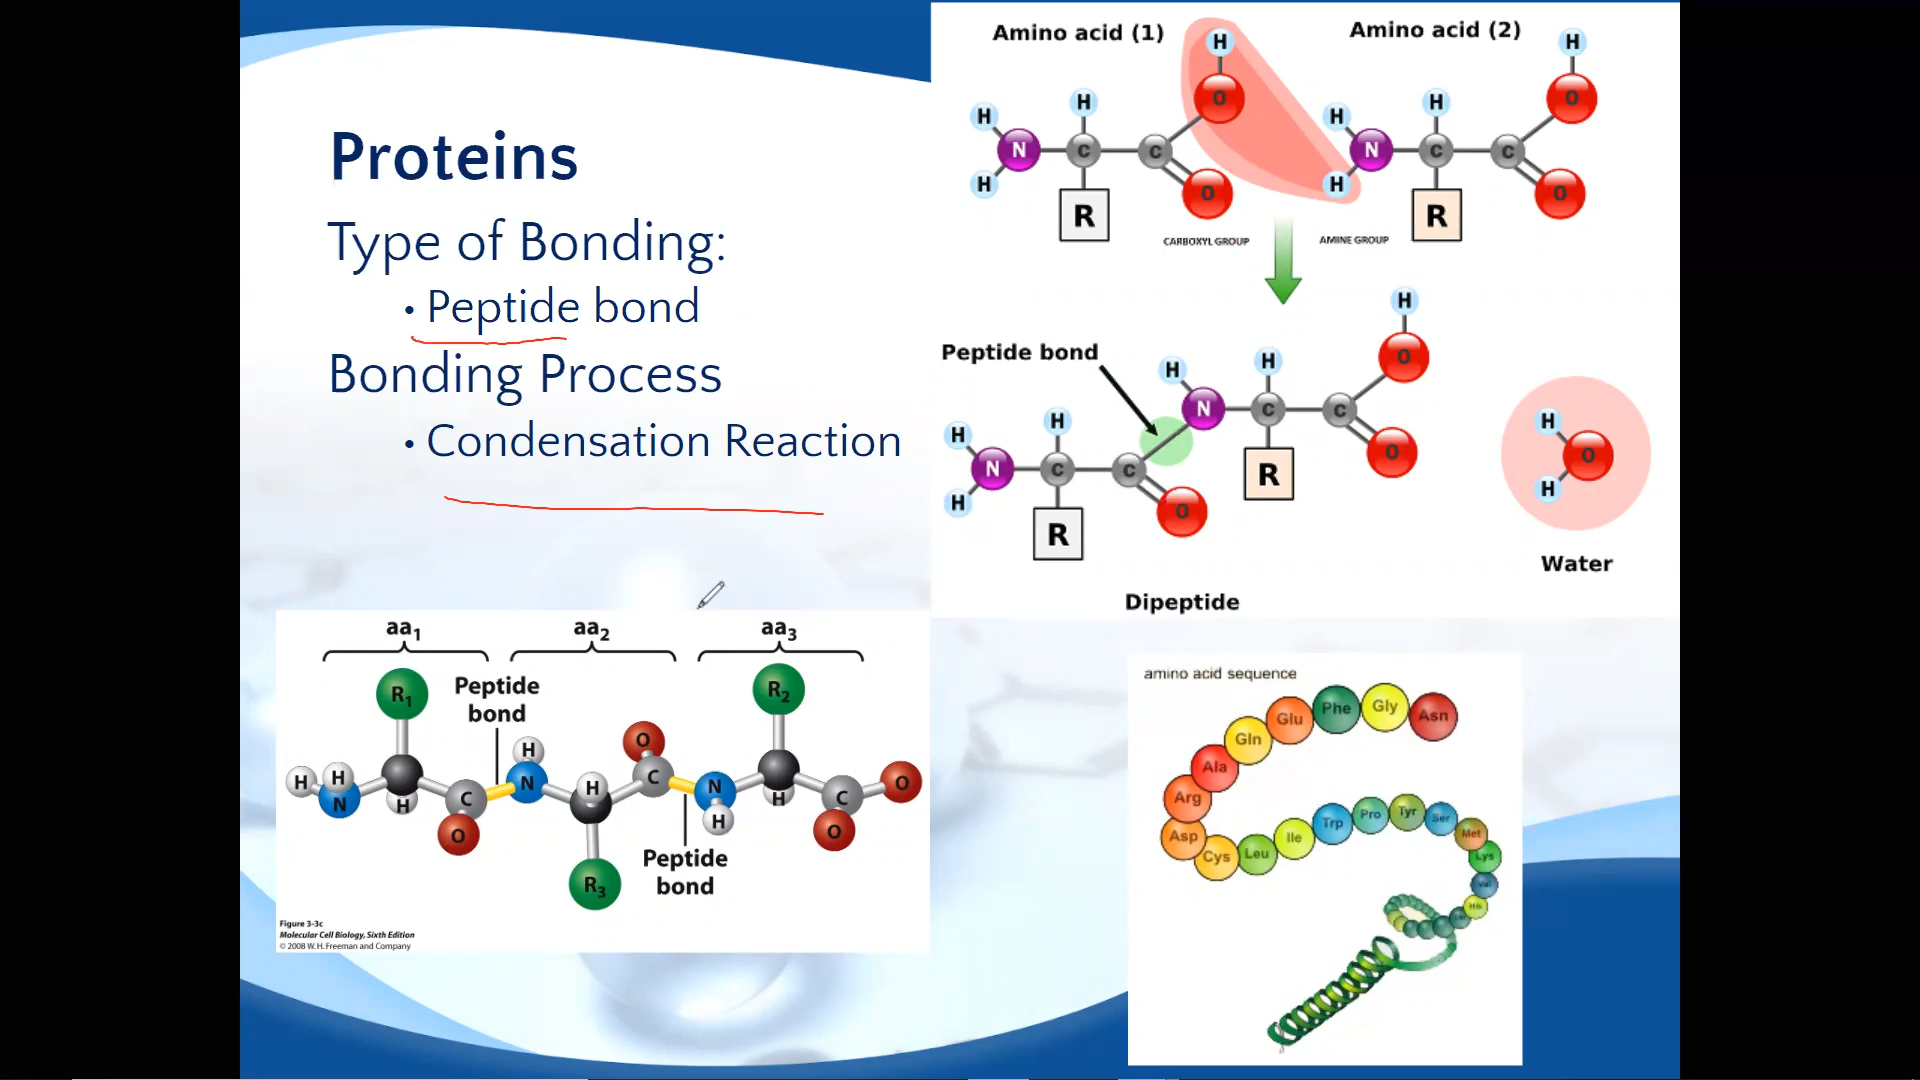 Proteins
Type of Bonding:
• Peptide bond
Bonding Process
• Condensation Reaction
Amino acid (1)
Amino acid (2)
H
H
O
O
H
H
H
H
N
C
C
N
C
C
H
H
O
O
R
R
CARBOXYL GROUP
AMINE GROUP
H
Peptide bond
O
H
H
N
C
C
H
H
O
H
N
C
C
R
H
O
R
H
O
H
Water
Dipeptide
aa1
aa2
aa3
R1
Peptide
bond
R2
H
O
H
H
N
H
C
O
N
H
C
N
H
H
C
O
O
R3
Peptide
bond
Figure 3-3c
Molecular Cell Biology, Sixth Edition
© 2008 W. H. Freeman and Company
amino acid sequence
Asn
Gly
Phe
Glu
Gln
Ala
Arg
Asp
Cys
Leu
Ile
Trp
Pro
Tyr
Ser
Met
Lys
Val
His